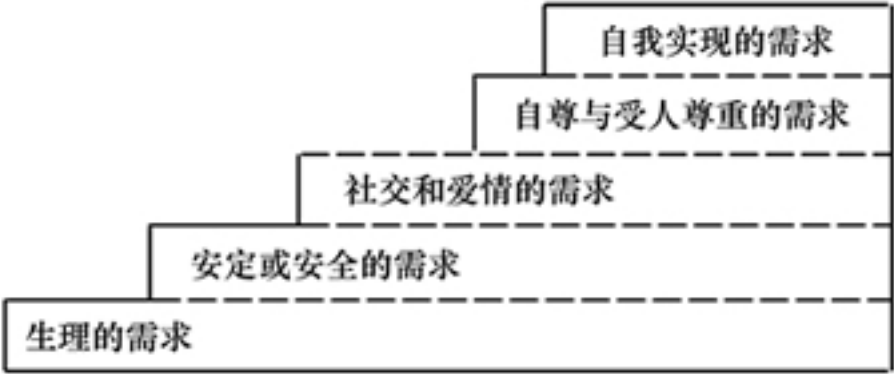 自我实现的需求
自尊与受人尊重的需求
社交和爱情的需求
安定或安全的需求
生理的需求